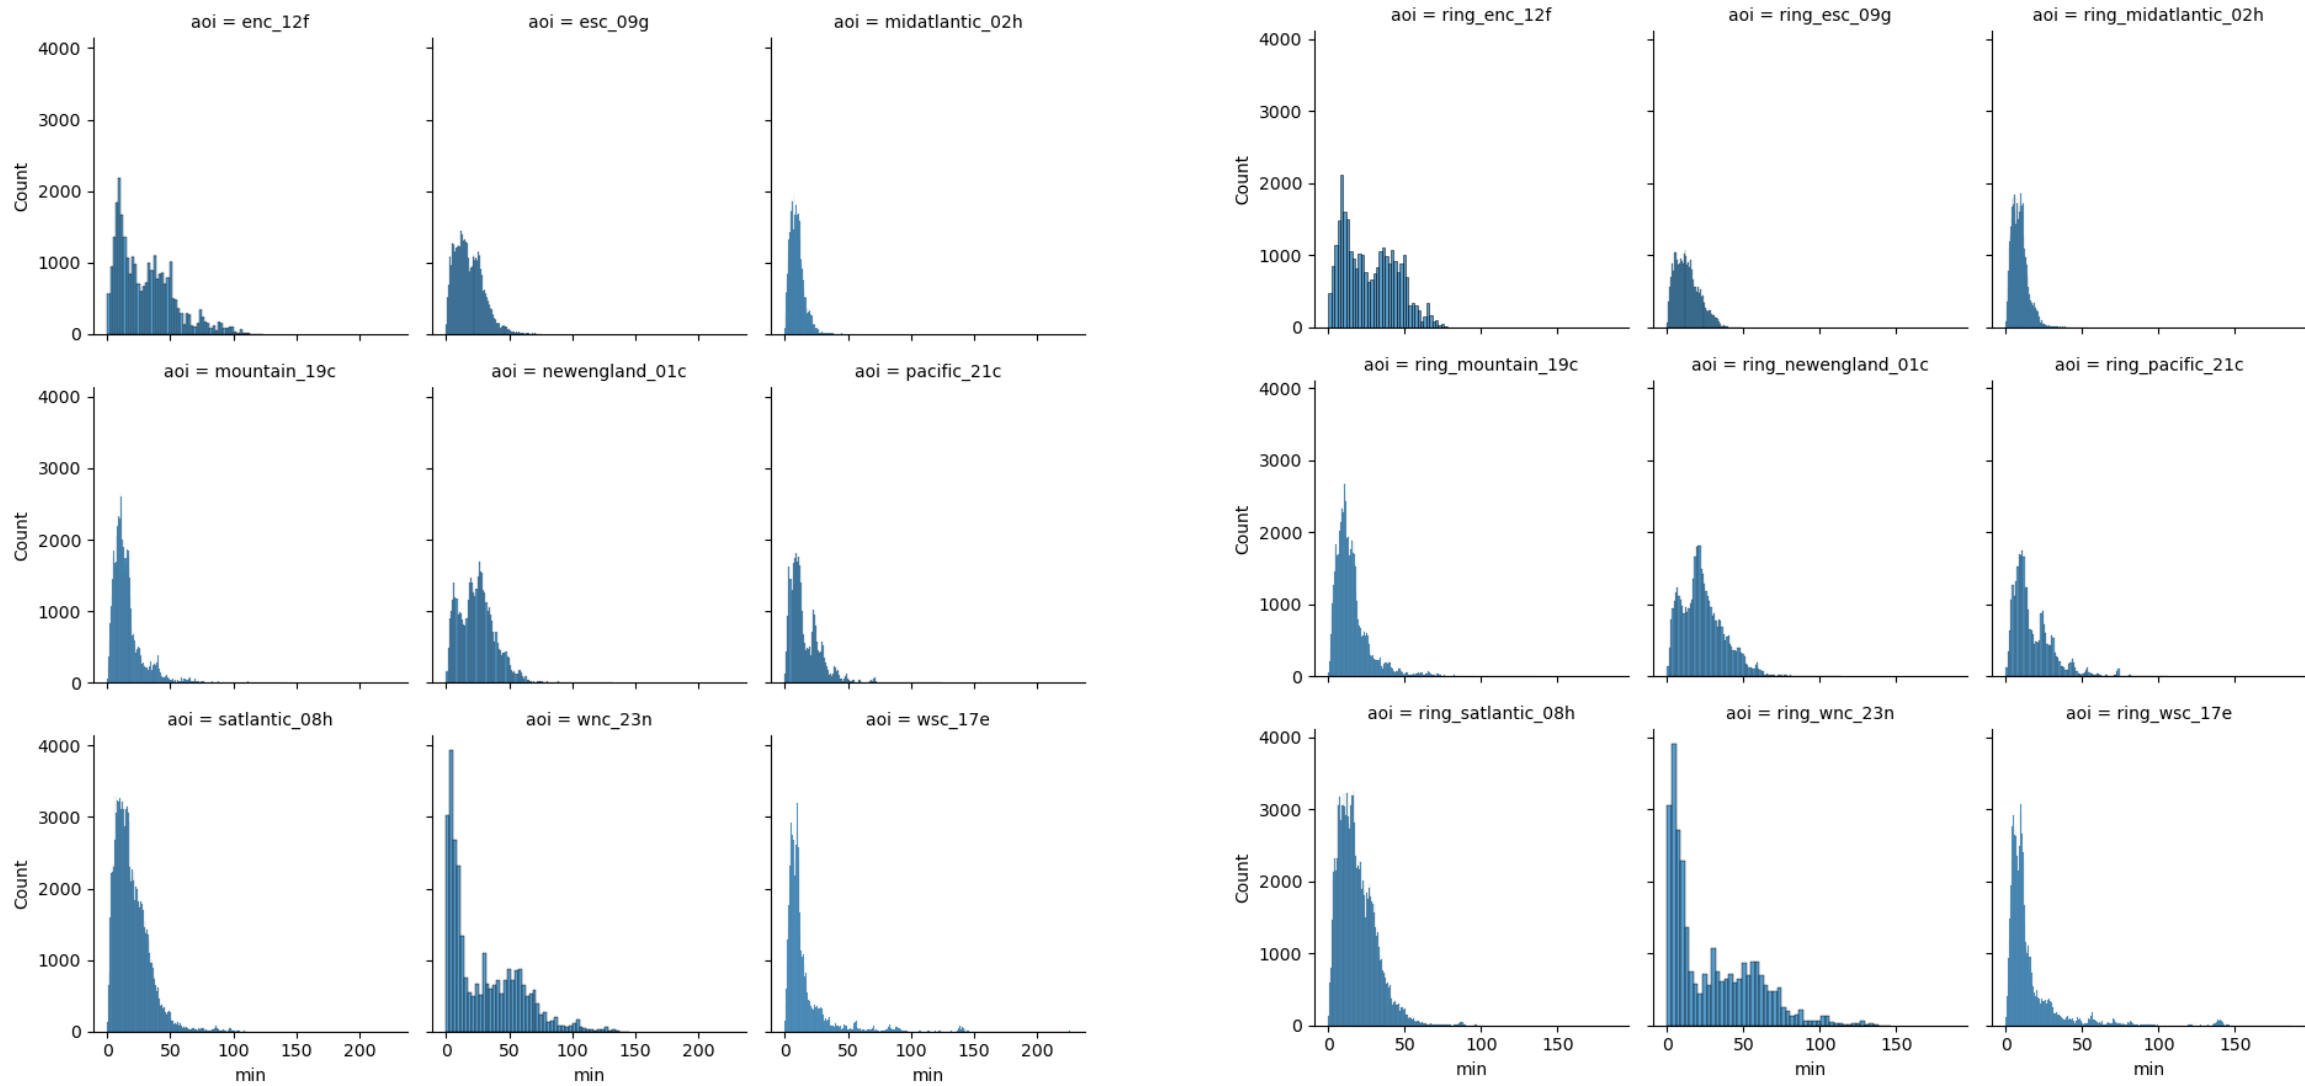 aoi = enc_12f
aoi = esc_09g
aoi = midatlantic_02h
4000
3000
2000
1000
0
Count
aoi = mountain_19c
aoi = newengland_01c
aoi = pacific_21c
4000
3000
2000
1000
0
Count
aoi = satlantic_08h
aoi = wnc_23n
aoi = wsc_17e
4000
3000
2000
1000
0
Count
0 50 100 150 200
0 50 100 150 200
0 50 100 150 200
min
min
min
aoi = ring_enc_12f
aoi = ring_esc_09g
aoi = ring_midatlantic_02h
4000
3000
2000
1000
0
Count
aoi = ring_mountain_19c
aoi = ring_newengland_01c
aoi = ring_pacific_21c
4000
3000
2000
1000
0
Count
aoi = ring_satlantic_08h
aoi = ring_wnc_23n
aoi = ring_wsc_17e
4000
3000
2000
1000
0
Count
0 50 100 150
0 50 100 150
0 50 100 150
min
min
min